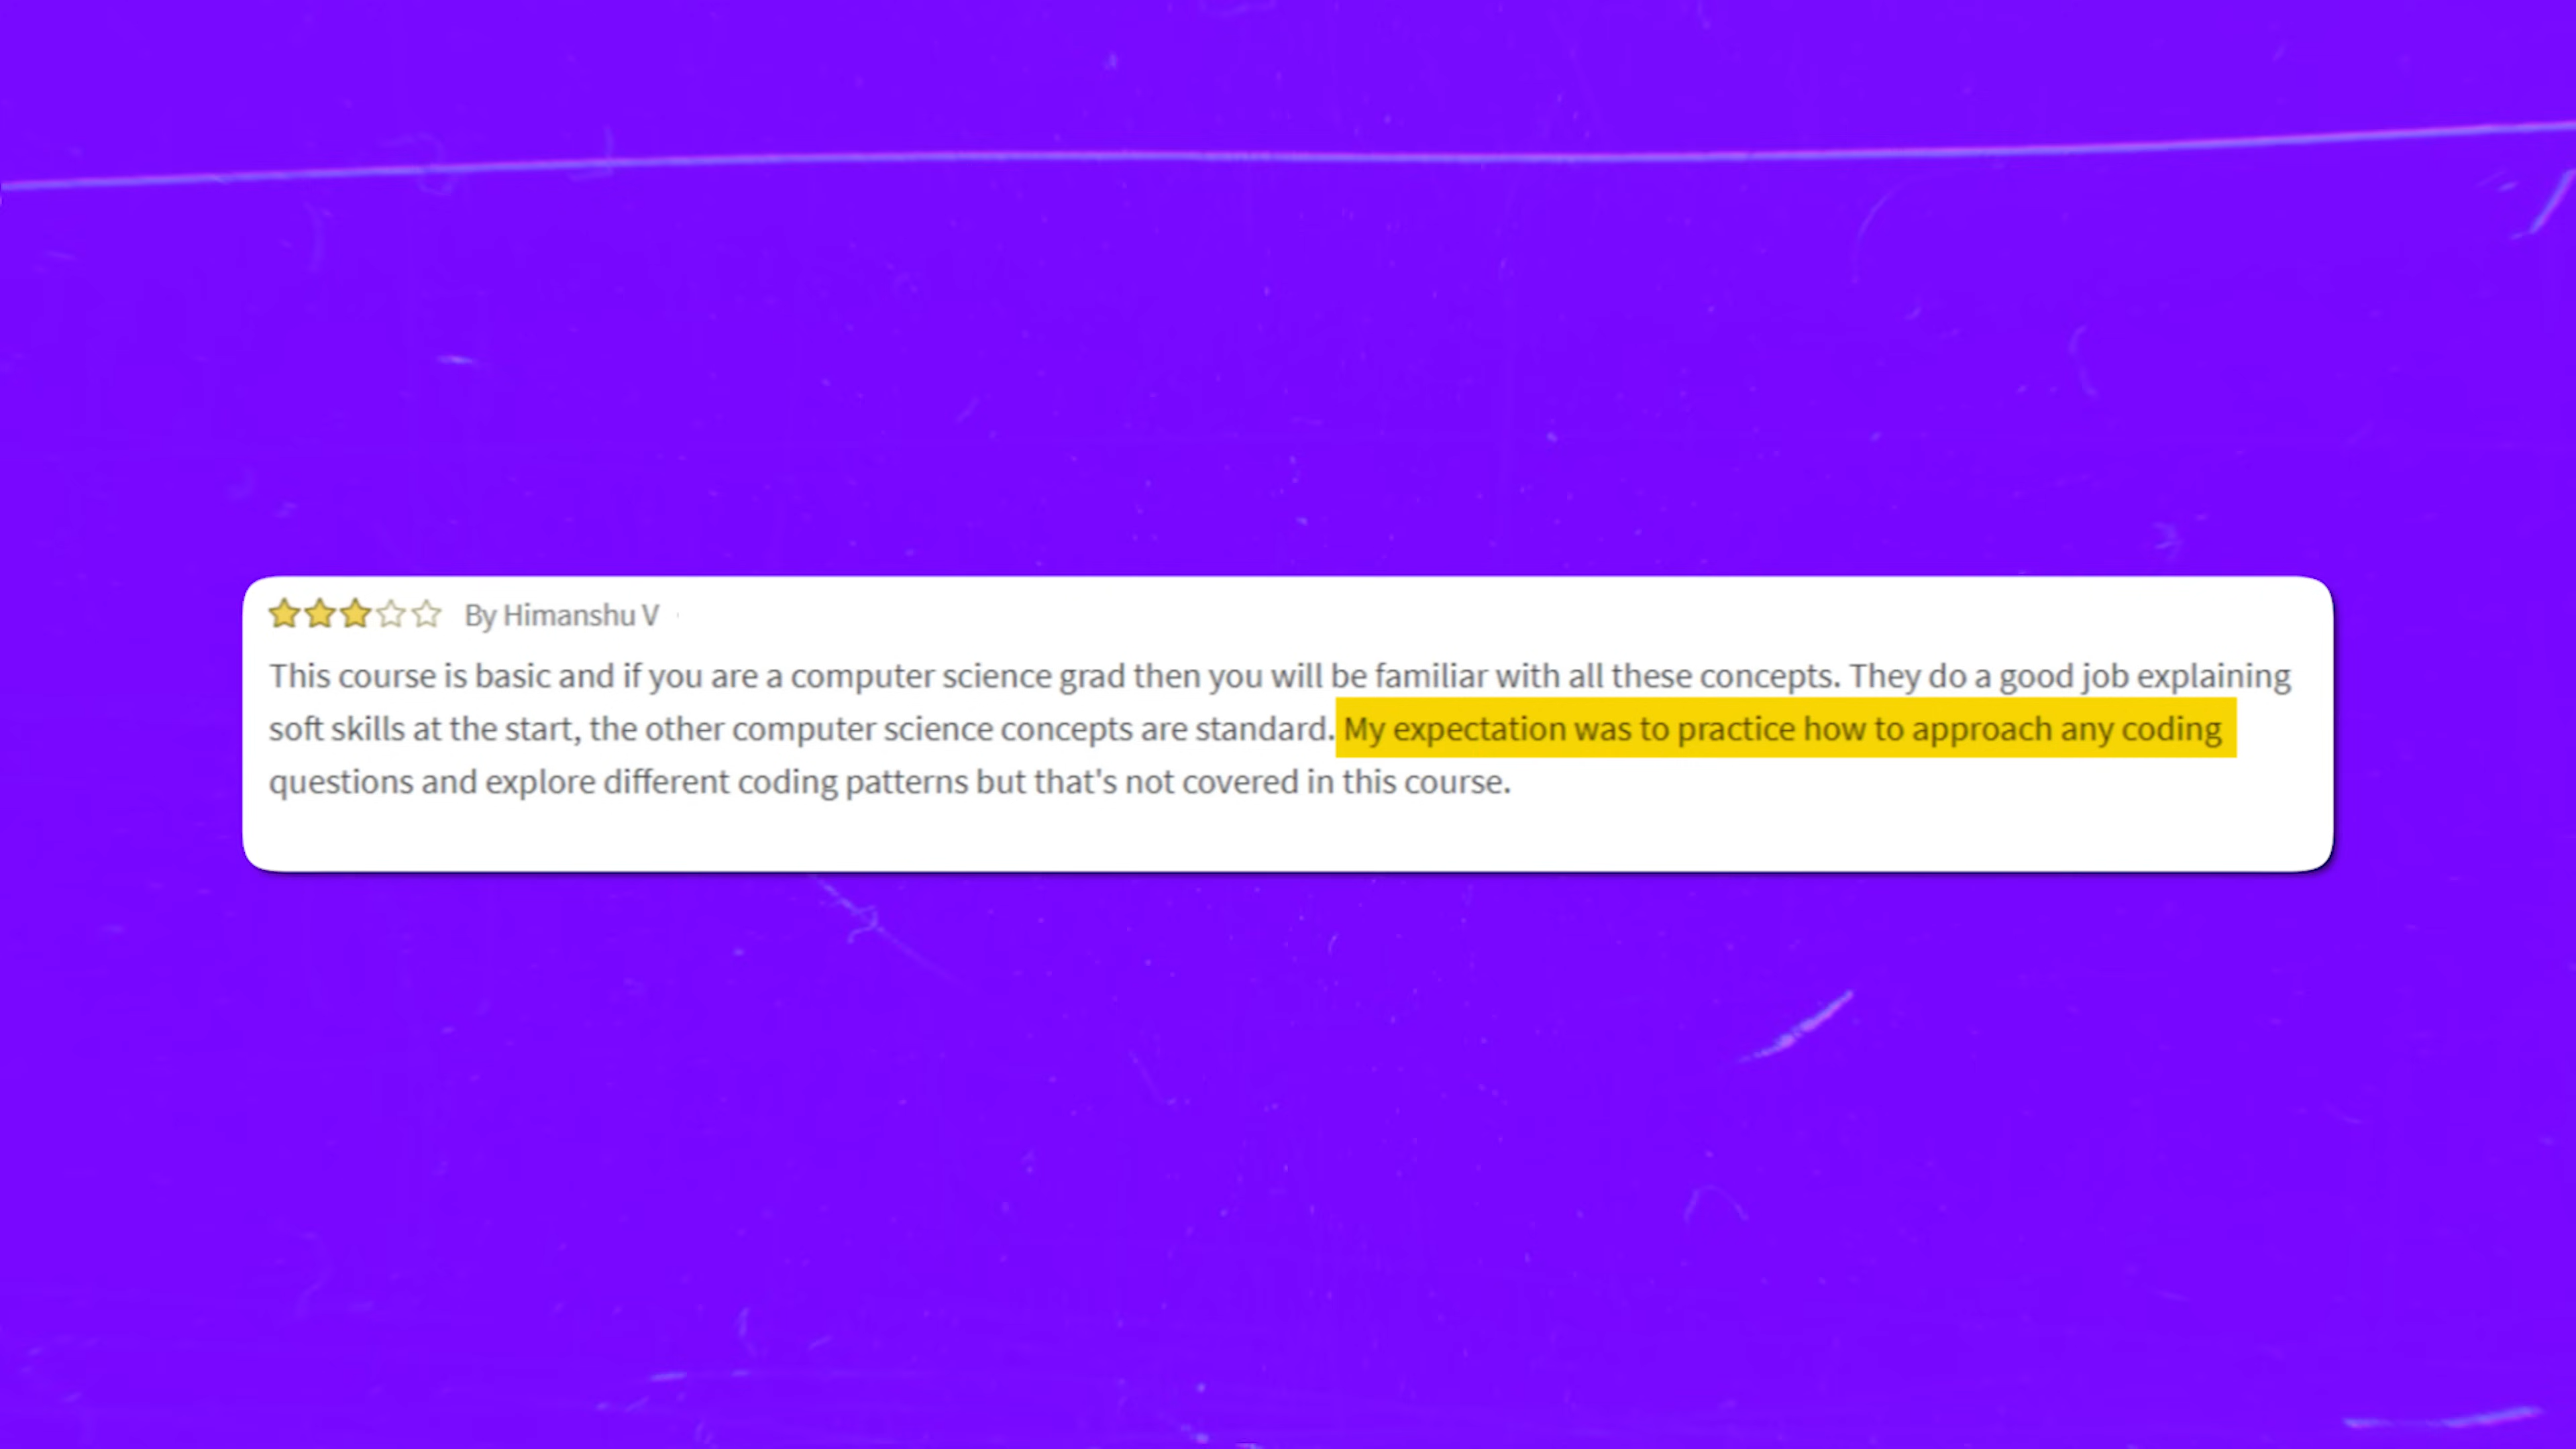 By Himanshu V
This course is basic and if you are a computer science grad then you will be familiar with all these concepts. They do a good job explaining
soft skills at the start, the other computer science concepts are standard. My expectation was to practice how to approach any coding
questions and explore different coding patterns but that's not covered in this course.